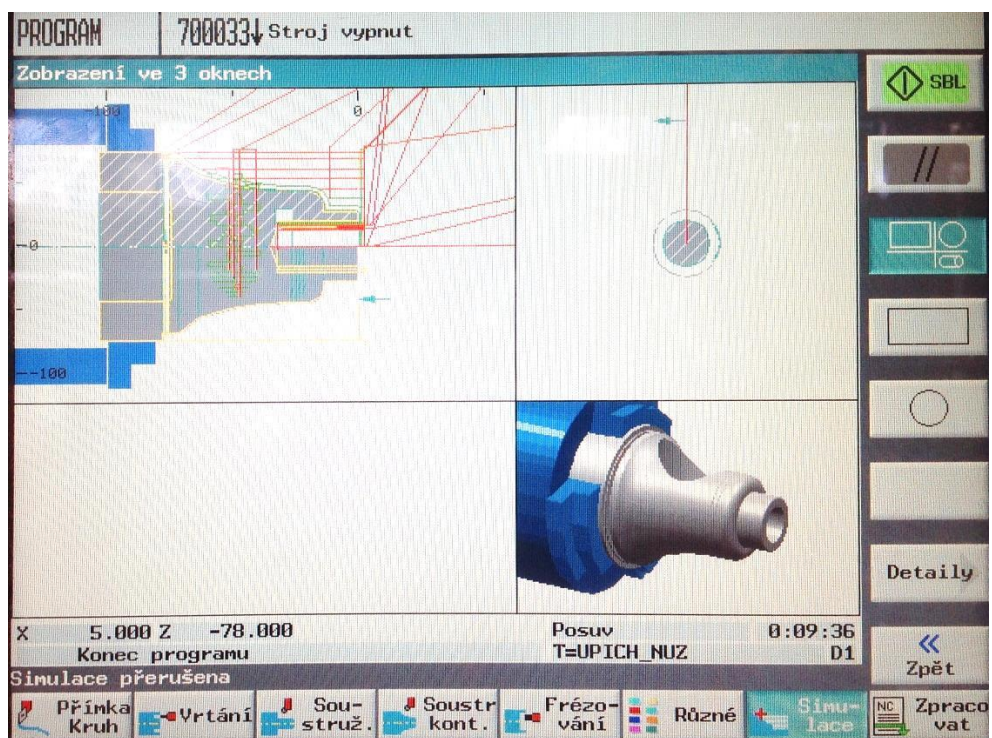 PROGRAM
700033↓ Stroj vypnut
Zobrazení ve 3 oknech
SBL
-100
0
0
-100
//
Detaily
X 5.000 Z -78.000
Posuv 0:09:36
Konec programu
T=UPICH_NUZ D1
Simulace přerušena
«
Zpět
Přímka
Kruh
Vrtání
Sou-
struž.
Soustr
kont.
Frézo-
vání
Různé
Simu-
lace
NC
Zpraco
vat